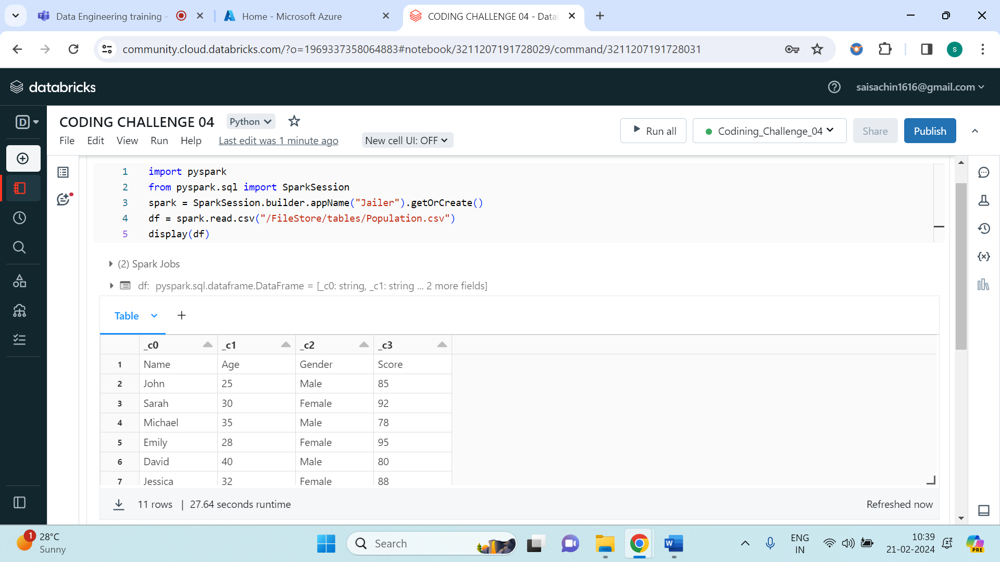 Data Engineering training -
Home - Microsoft Azure
CODING CHALLENGE 04 - Data
community.cloud.databricks.com/?o=1969337358064883#notebook/3211207191728029/command/3211207191728031
s
databricks
saisachin1616@gmail.com
D
CODING CHALLENGE 04
Python
File Edit View Run Help
Last edit was 1 minute ago
New cell UI: OFF
Run all
Codining_Challenge_04
Share
Publish
1 import pyspark
2 from pyspark.sql import SparkSession
3 spark = SparkSession.builder.appName("Jailer").getOrCreate()
4 df = spark.read.csv("/FileStore/tables/Population.csv")
5 display(df)
(2) Spark Jobs
df: pyspark.sql.dataframe.DataFrame = [_c0: string, _c1: string ... 2 more fields]
Table +
_c0 _c1 _c2 _c3
1 Name Age Gender Score
2 John 25 Male 85
3 Sarah 30 Female 92
4 Michael 35 Male 78
5 Emily 28 Female 95
6 David 40 Male 80
7 Jessica 32 Female 88
11 rows | 27.64 seconds runtime
Refreshed now
1
28°C
Sunny
Search
W
ENG
IN
10:39
21-02-2024
PRE